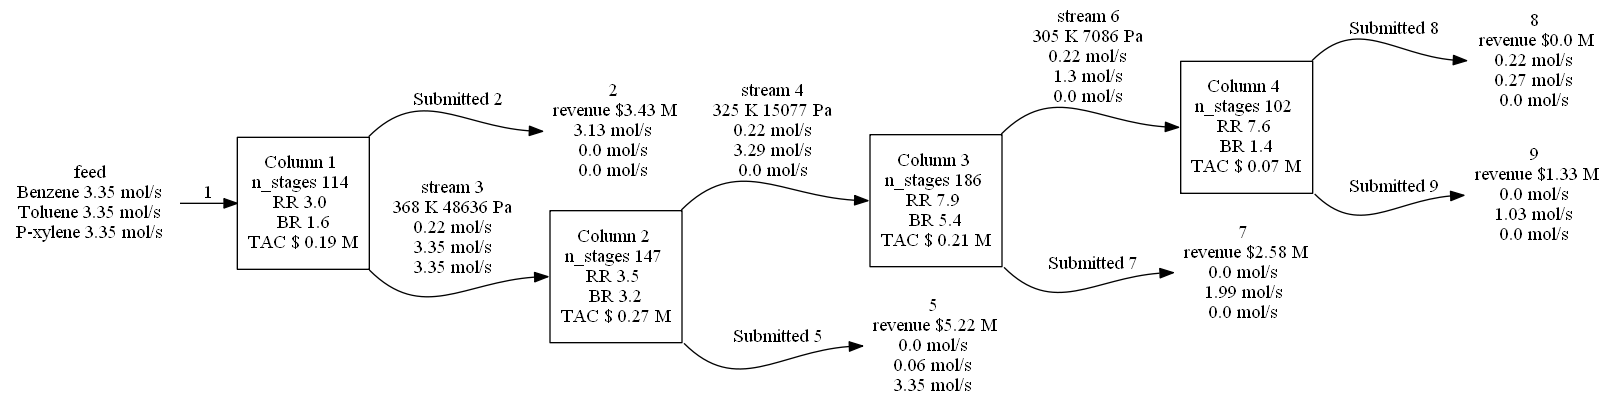 feed
Benzene 3.35 mol/s
Toluene 3.35 mol/s
P-xylene 3.35 mol/s
1
Column 1
n_stages 114
RR 3.0
BR 1.6
TAC $ 0.19 M
Submitted 2
2
revenue $3.43 M
3.13 mol/s
0.0 mol/s
0.0 mol/s
stream 3
368 K 48636 Pa
0.22 mol/s
3.35 mol/s
3.35 mol/s
Column 2
n_stages 147
RR 3.5
BR 3.2
TAC $ 0.27 M
stream 4
325 K 15077 Pa
0.22 mol/s
3.29 mol/s
0.0 mol/s
Submitted 5
5
revenue $5.22 M
0.0 mol/s
0.06 mol/s
3.35 mol/s
Column 3
n_stages 186
RR 7.9
BR 5.4
TAC $ 0.21 M
stream 6
305 K 7086 Pa
0.22 mol/s
1.3 mol/s
0.0 mol/s
Submitted 7
7
revenue $2.58 M
0.0 mol/s
1.99 mol/s
0.0 mol/s
Column 4
n_stages 102
RR 7.6
BR 1.4
TAC $ 0.07 M
Submitted 8
8
revenue $0.0 M
0.22 mol/s
0.27 mol/s
0.0 mol/s
Submitted 9
9
revenue $1.33 M
0.0 mol/s
1.03 mol/s
0.0 mol/s